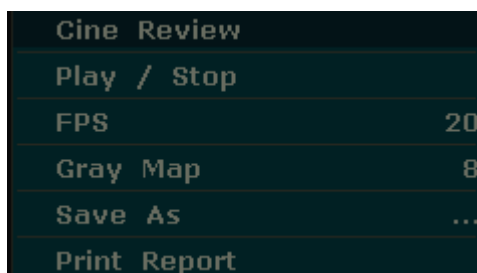 Cine Review
Play / Stop
FPS 20
Gray Map 8
Save As ...
Print Report